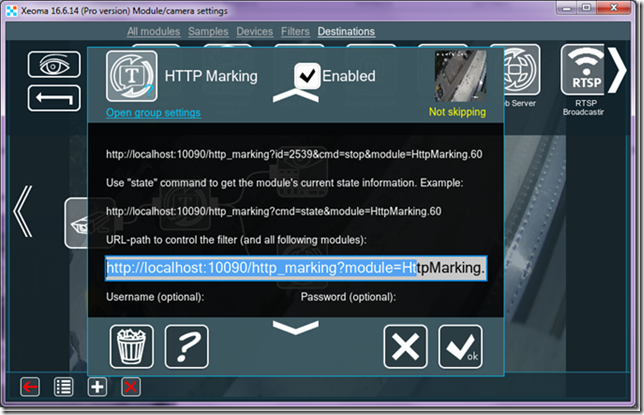 Xeoma 16.6.14 (Pro version) Module/camera settings
All modules Samples Devices Filters Destinations
HTTP Marking
Enabled
Open group settings
Not skipping
b Server
RTSP
RTSP
Broadcastir
http://localhost:10090/http_marking?id=2539&cmd=stop&module=HttpMarking.60
Use "state" command to get the module's current state information. Example:
http://localhost:10090/http_marking?cmd=state&module=HttpMarking.60
URL-path to control the filter (and all following modules):
http://localhost:10090/http_marking?module=HttpMarking.
Username (optional): Password (optional):
ok